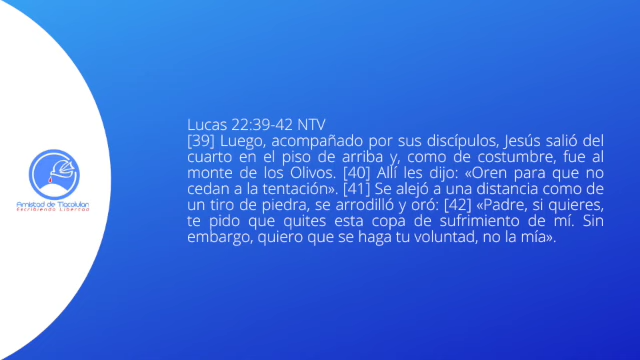 Lucas 22:39-42 NTV
[39] Luego, acompañado por sus discípulos, Jesús salió del
cuarto en el piso de arriba y, como de costumbre, fue al
monte de los Olivos. [40] Allí les dijo: «Oren para que no
cedan a la tentación». [41] Se alejó a una distancia como de
un tiro de piedra, se arrodilló y oró: [42] «Padre, si quieres,
te pido que quites esta copa de sufrimiento de mí. Sin
embargo, quiero que se haga tu voluntad, no la mía».
Amistad de Tlacolulan
Escribiendo Libertad